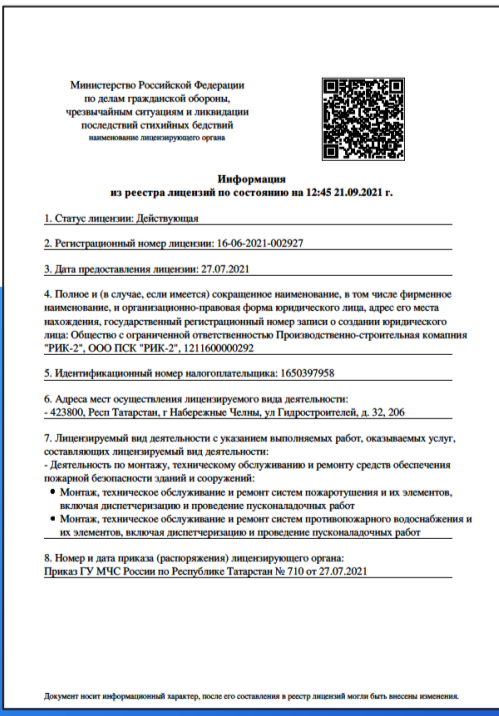 Министерство Российской Федерации
по делам гражданской обороны,
чрезвычайным ситуациям и ликвидации
последствий стихийных бедствий
наименование лицензирующего органа
Информация
из реестра лицензий по состоянию на 12:45 21.09.2021 г.
1. Статус лицензии: Действующая
2. Регистрационный номер лицензии: 16-06-2021-002927
3. Дата предоставления лицензии: 27.07.2021
4. Полное и (в случае, если имеется) сокращенное наименование, в том числе фирменное
наименование, и организационно-правовая форма юридического лица, адрес его места
нахождения, государственный регистрационный номер записи о создании юридического
лица: Общество с ограниченной ответственностью Производственно-строительная комапния
"РИК-2", ООО ПСК "РИК-2", 1211600000292
5. Идентификационный номер налогоплательщика: 1650397958
6. Адреса мест осуществления лицензируемого вида деятельности:
- 423800, Респ Татарстан, г Набережные Челны, ул Гидростроителей, д. 32, 206
7. Лицензируемый вид деятельности с указанием выполняемых работ, оказываемых услуг,
составляющих лицензируемый вид деятельности:
- Деятельность по монтажу, техническому обслуживанию и ремонту средств обеспечения
пожарной безопасности зданий и сооружений:
• Монтаж, техническое обслуживание и ремонт систем пожаротушения и их элементов,
включая диспетчеризацию и проведение пусконаладочных работ
• Монтаж, техническое обслуживание и ремонт систем противопожарного водоснабжения и
их элементов, включая диспетчеризацию и проведение пусконаладочных работ
8. Номер и дата приказа (распоряжения) лицензирующего органа:
Приказ ГУ МЧС России по Республике Татарстан № 710 от 27.07.2021
Документ носит информационный характер, после его составления в реестр лицензий могли быть внесены изменения.